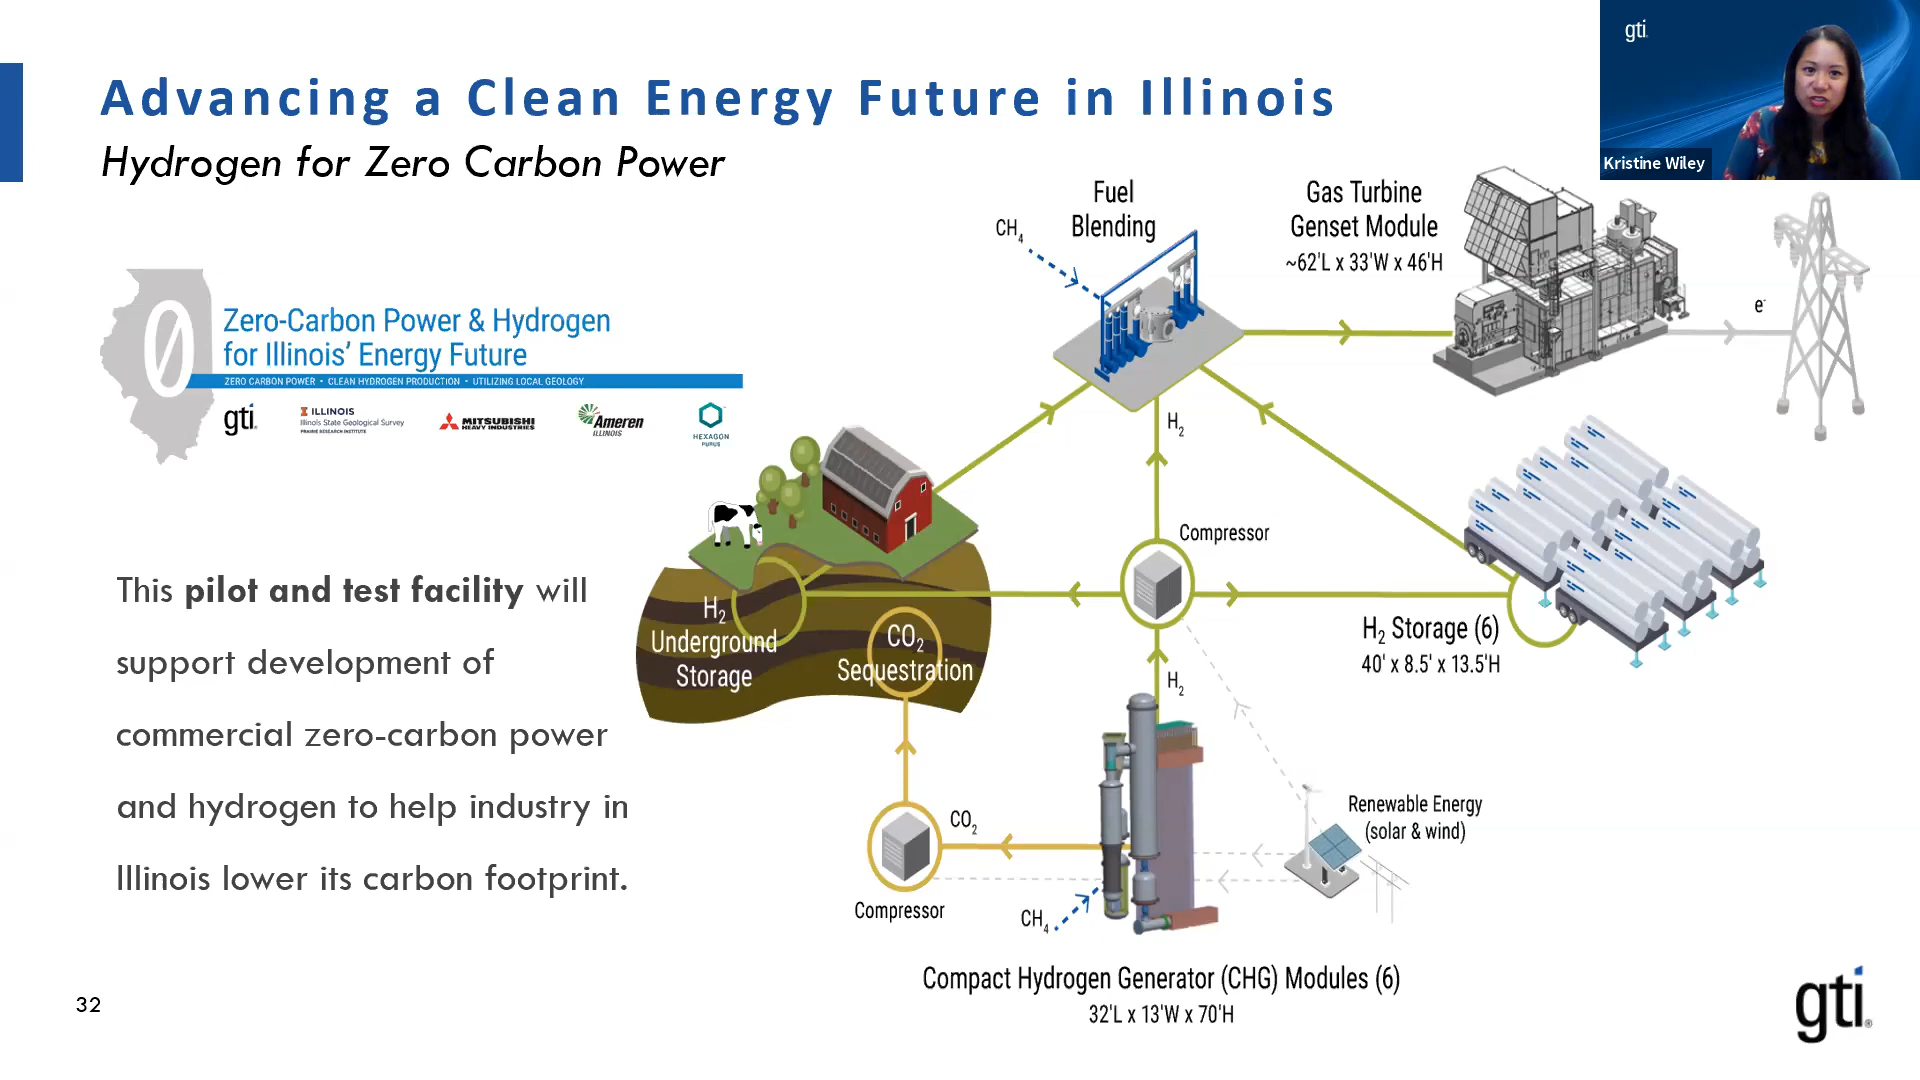 Advancing a Clean Energy Future in Illinois
Hydrogen for Zero Carbon Power
gti
Kristine Wiley
0
Zero-Carbon Power & Hydrogen
for Illinois' Energy Future
ZERO CARBON POWER • CLEAN HYDROGEN PRODUCTION • UTILIZING LOCAL GEOLOGY
gti
I ILLINOIS
Illinois State Geological Survey
PRAIRIE RESEARCH INSTITUTE
MITSUBISHI
HEAVY INDUSTRIES
Ameren
ILLINOIS
HEXAGON
PURUS
This pilot and test facility will
support development of
commercial zero-carbon power
and hydrogen to help industry in
Illinois lower its carbon footprint.
CH4
Fuel
Blending
Gas Turbine
Genset Module
~62'L x 33'W x 46'H
e-
H2
Compressor
H2
Underground
Storage
CO2
Sequestration
H2 Storage (6)
40' x 8.5' x 13.5'H
H2
CO2
Compressor
CH4
Renewable Energy
(solar & wind)
Compact Hydrogen Generator (CHG) Modules (6)
32'L x 13'W x 70'H
32
gti®